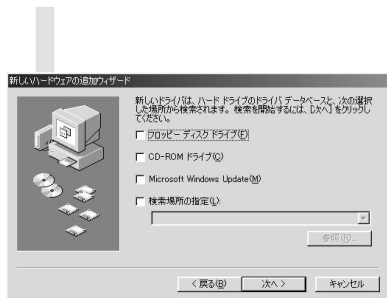 新しいハードウェアの追加ウィザード
新しいドライバは、ハード ドライブのドライバ データベースと、次の選択
した場所から検索されます。検索を開始するには、[次へ] をクリックし
てください。
フロッピー ディスク ドライブ(F)
CD-ROM ドライブ(C)
Microsoft Windows Update(M)
検索場所の指定(L):
参照(R)...
< 戻る(B)
次へ >
キャンセル